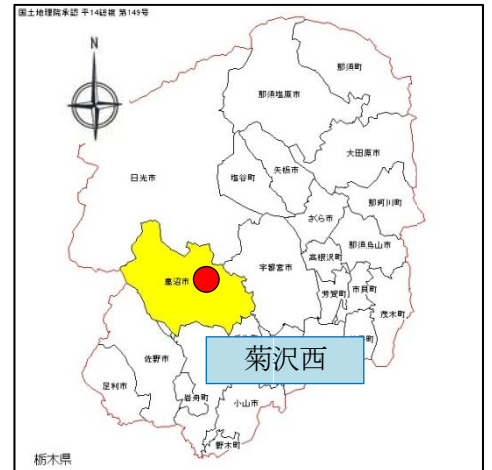 国土地理院承認 平14総複 第149号
N
那須町
那須塩原市
大田原市
日光市
塩谷町
矢板市
那珂川町
さくら市
那須烏山市
高根沢町
宇都宮市
鹿沼市
芳賀町
市貝町
茂木町
菊沢西
佐野市
足利市
岩舟町
小山市
野木町
栃木県